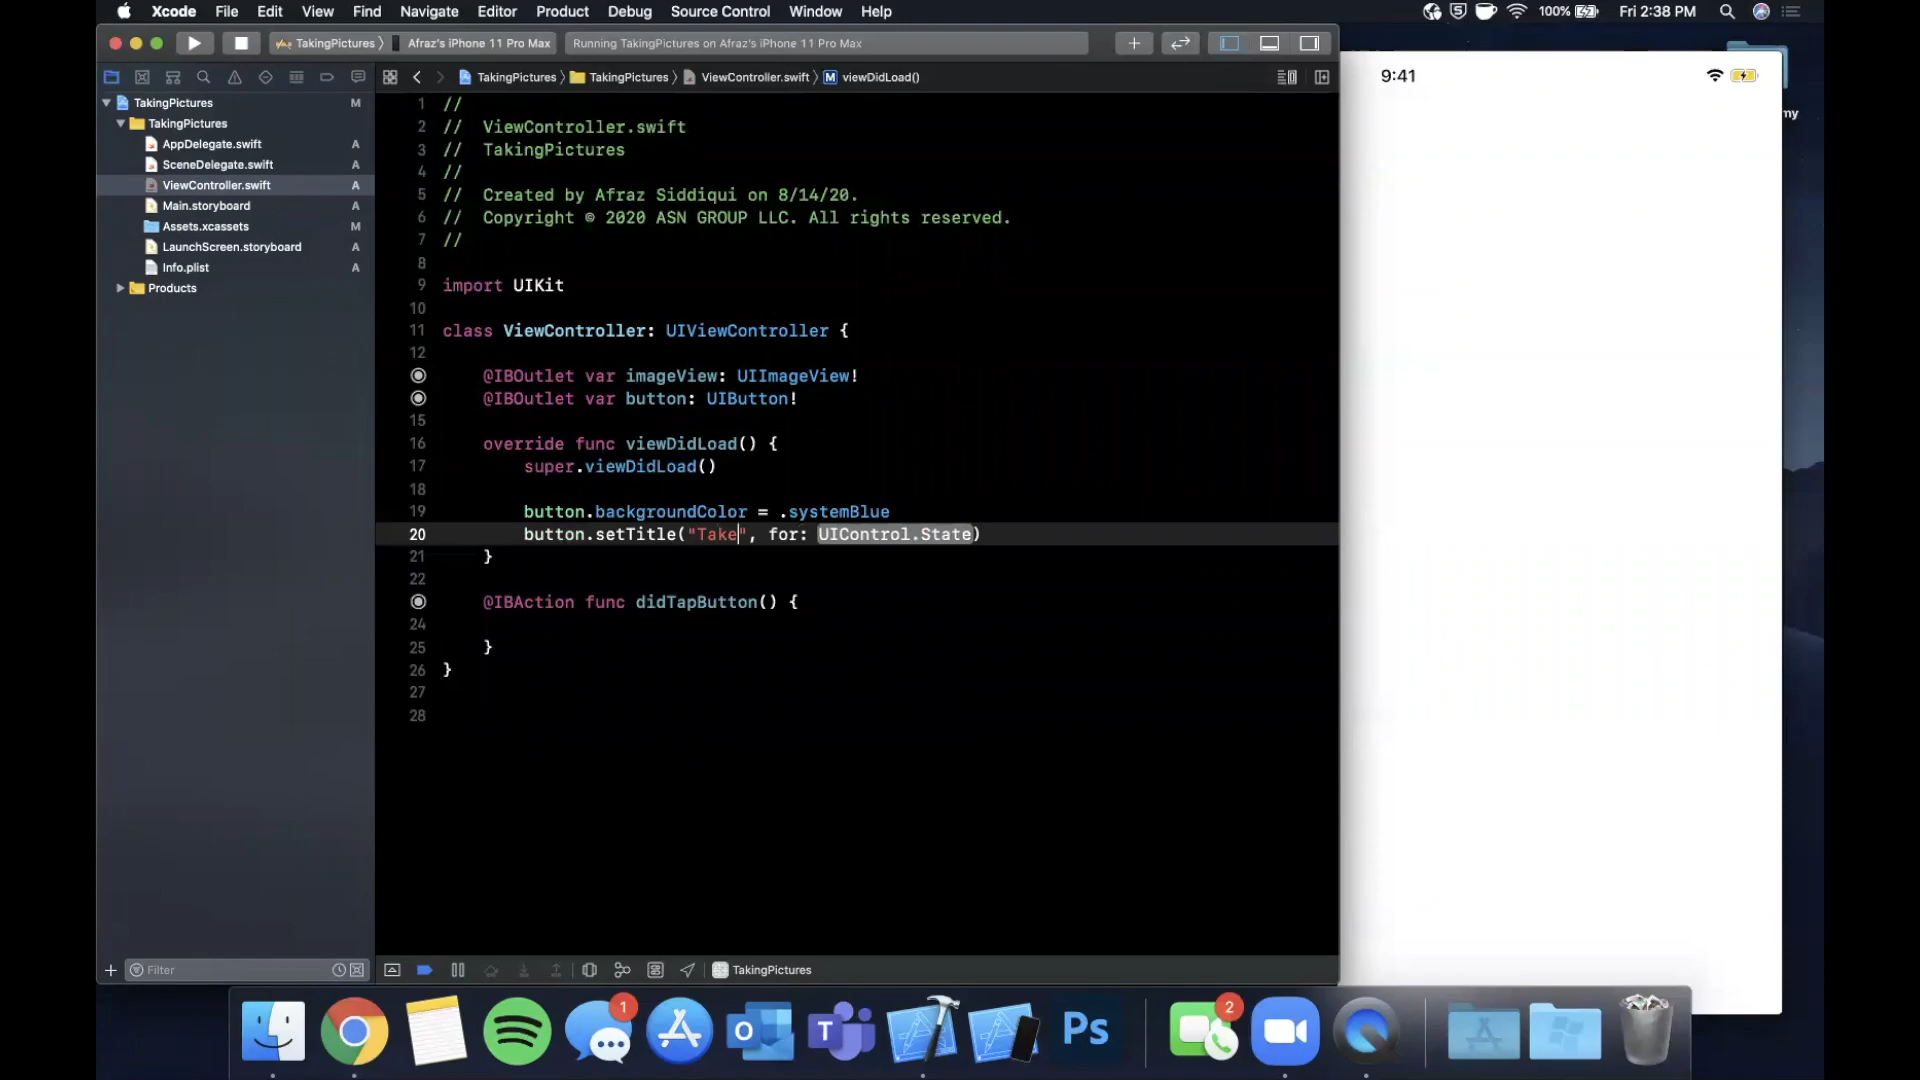 Xcode File Edit View Find Navigate Editor Product Debug Source Control Window Help
100% Fri 2:38 PM
TakingPictures Afraz's iPhone 11 Pro Max Running TakingPictures on Afraz's iPhone 11 Pro Max
TakingPictures TakingPictures ViewController.swift M viewDidLoad()
TakingPictures M
TakingPictures
AppDelegate.swift A
SceneDelegate.swift A
ViewController.swift A
Main.storyboard A
Assets.xcassets M
LaunchScreen.storyboard A
Info.plist A
Products
1 //
2 // ViewController.swift
3 // TakingPictures
4 //
5 // Created by Afraz Siddiqui on 8/14/20.
6 // Copyright © 2020 ASN GROUP LLC. All rights reserved.
7 //
8
9 import UIKit
10
11 class ViewController: UIViewController {
12
@IBOutlet var imageView: UIImageView!
@IBOutlet var button: UIButton!
15
16 override func viewDidLoad() {
17 super.viewDidLoad()
18
19 button.backgroundColor = .systemBlue
20 button.setTitle("Take", for: UIControl.State)
21 }
22
@IBAction func didTapButton() {
24
25 }
26 }
27
28
9:41
my
Filter
TakingPictures
1
2
Ps